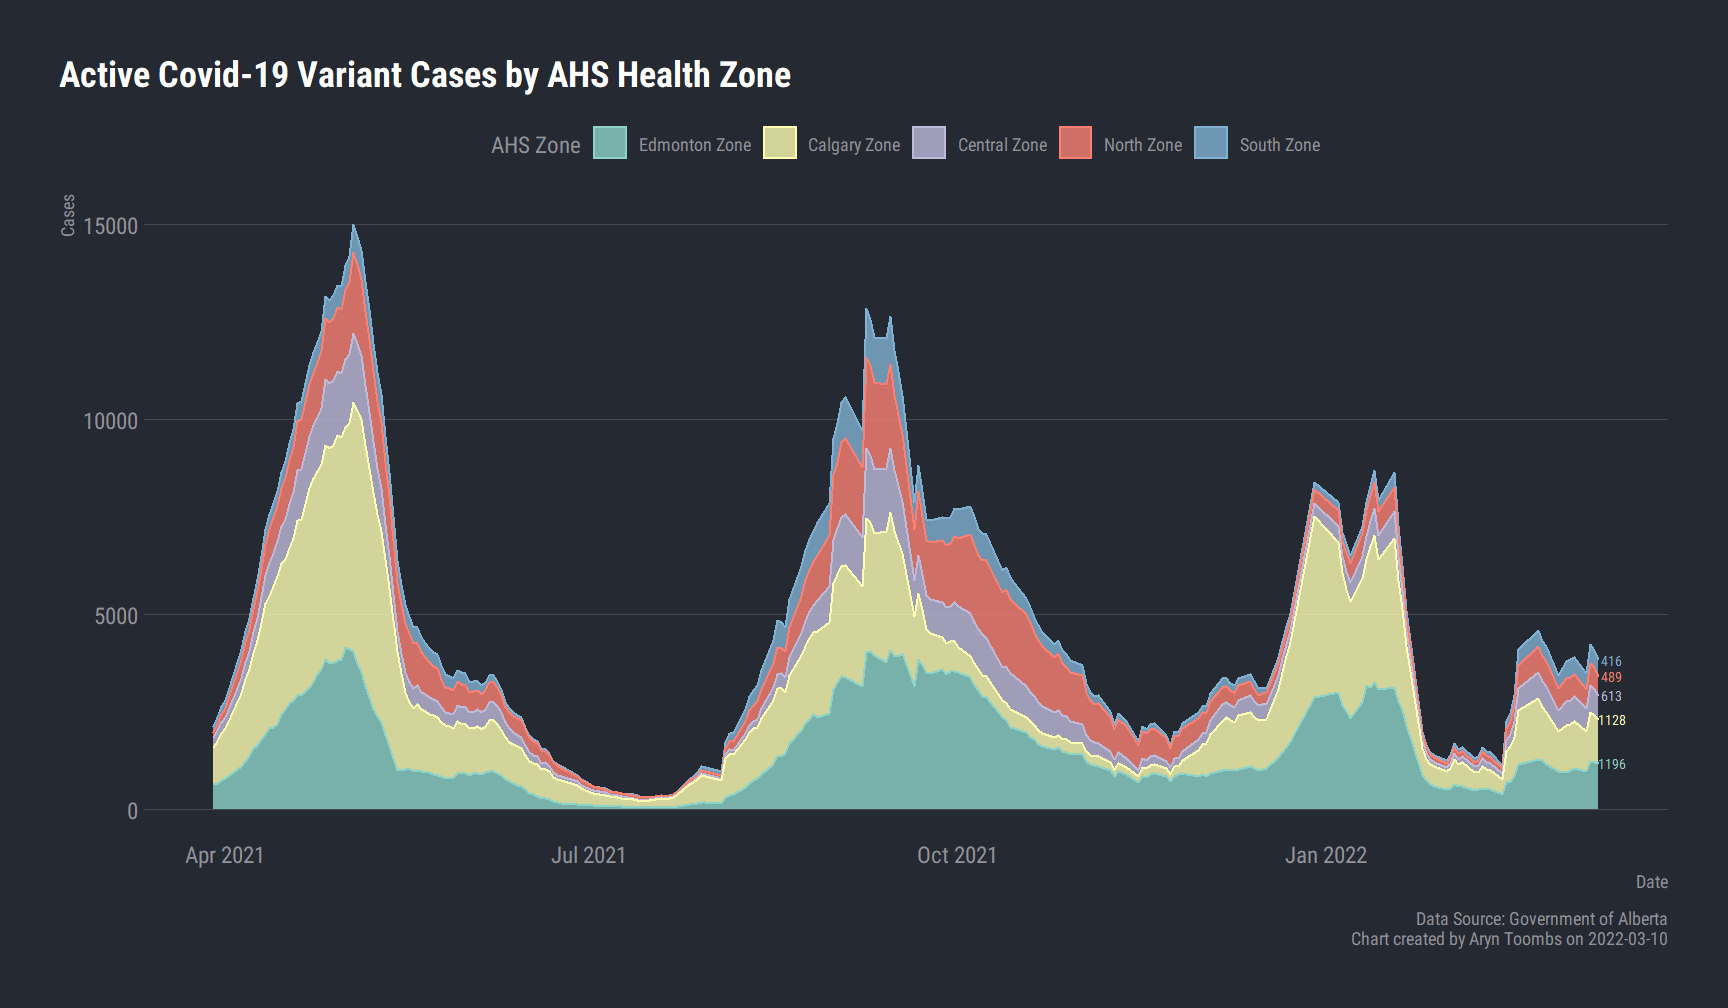 Active Covid-19 Variant Cases by AHS Health Zone
AHS Zone Edmonton Zone Calgary Zone Central Zone North Zone South Zone
Cases
15000
10000
5000
0
416
489
613
1128
1196
Apr 2021 Jul 2021 Oct 2021 Jan 2022
Date
Data Source: Government of Alberta
Chart created by Aryn Toombs on 2022-03-10